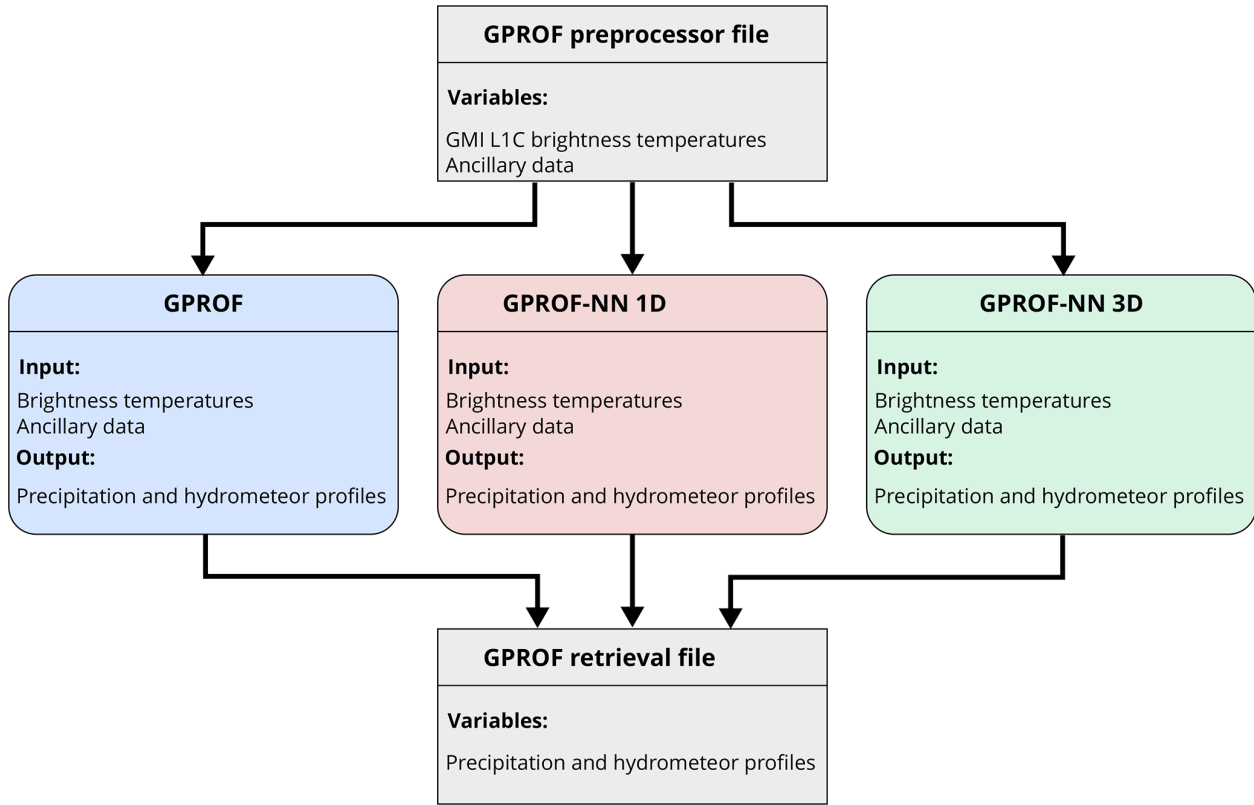 GPROF preprocessor file
Variables:
GMI L1C brightness temperatures
Ancillary data
GPROF
Input:
Brightness temperatures
Ancillary data
Output:
Precipitation and hydrometeor profiles
GPROF-NN 1D
Input:
Brightness temperatures
Ancillary data
Output:
Precipitation and hydrometeor profiles
GPROF-NN 3D
Input:
Brightness temperatures
Ancillary data
Output:
Precipitation and hydrometeor profiles
GPROF retrieval file
Variables:
Precipitation and hydrometeor profiles